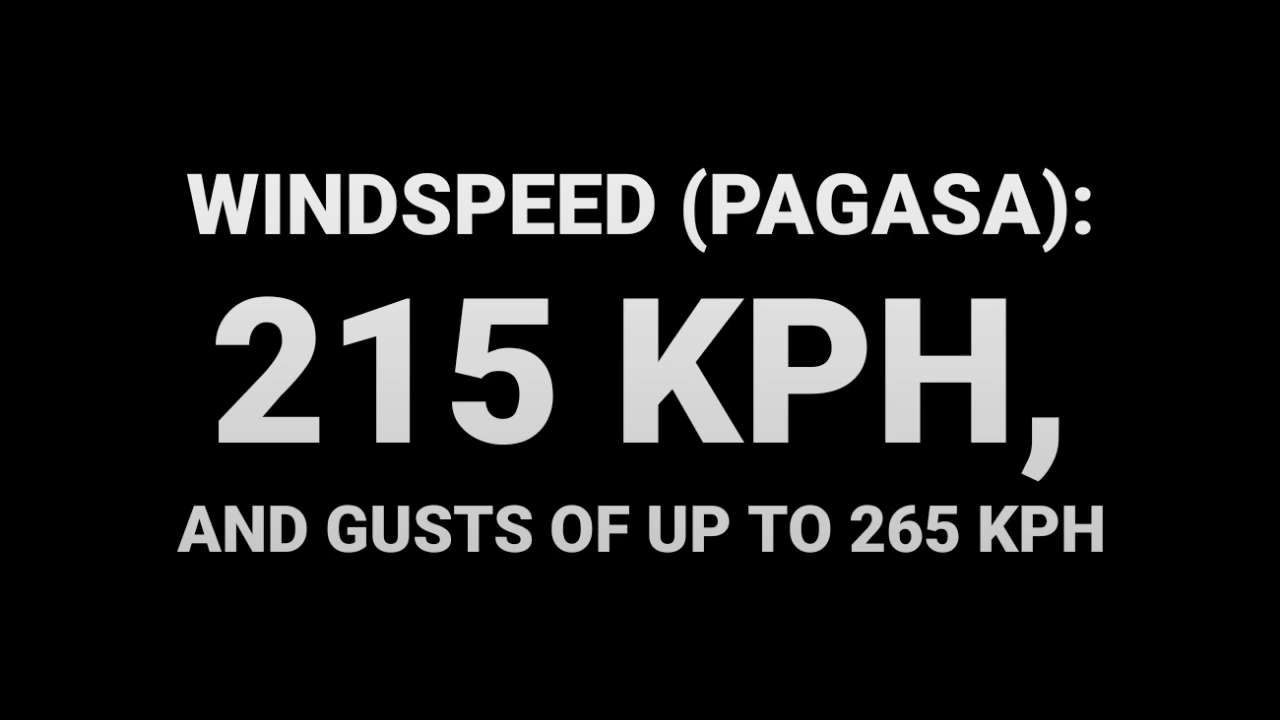 WINDSPEED (PAGASA):
215 KPH,
AND GUSTS OF UP TO 265 KPH